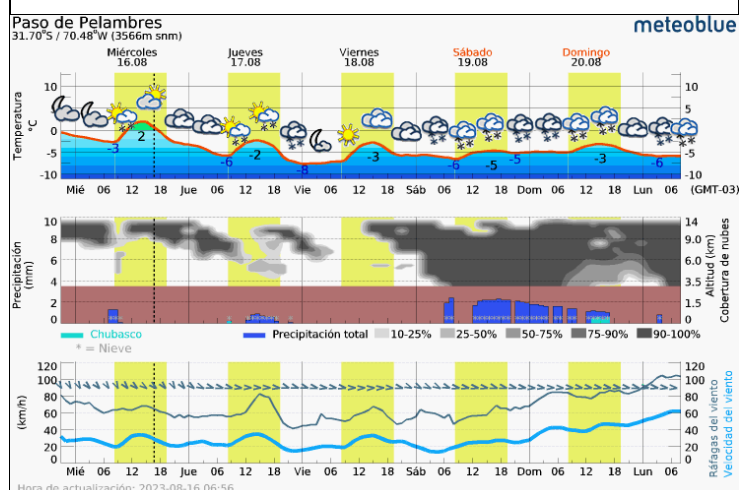 Paso de Pelambres
31.70°S / 70.48°W (3566m snm)
meteoblue
Miércoles Jueves Viernes Sábado Domingo
16.08 17.08 18.08 19.08 20.08
Temperatura
°C
10 10
5 5
0 0
-5 -5
-10 -10
-3 2 -6 -2 -8 -3 -6 -5 -5 -3 -6
Mié 06 12 18 Jue 06 12 18 Vie 06 12 18 Sáb 06 12 18 Dom 06 12 18 Lun 06 (GMT-03)
Precipitación
(mm)
10 14
8 9.0
6 6.0
4 3.5
2 1.5
0 0
Altitud (km)
Cobertura de nubes
Chubasco Precipitación total 10-25% 25-50% 50-75% 75-90% 90-100%
* = Nieve
(km/h)
120 120
100 100
80 80
60 60
40 40
20 20
0 0
Ráfagas del viento
Velocidad del viento
Mié 06 12 18 Jue 06 12 18 Vie 06 12 18 Sáb 06 12 18 Dom 06 12 18 Lun 06
Hora de actualización: 2023-08-16 06:56